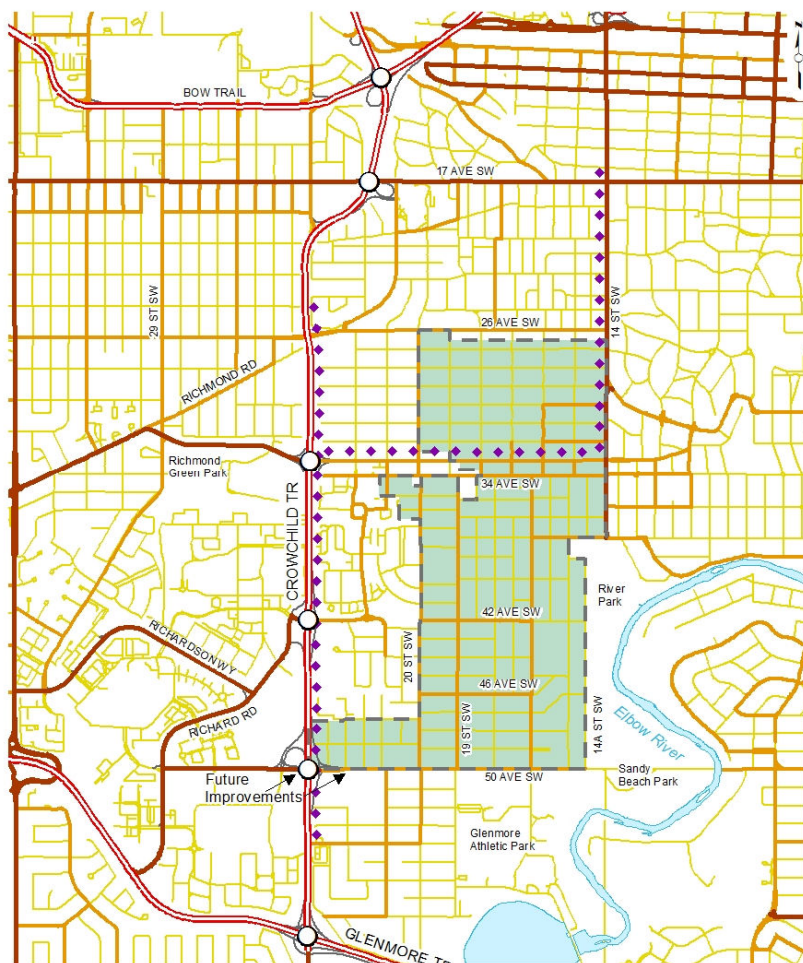 BOW TRAIL
17 AVE SW
29 ST SW
14 ST SW
26 AVE SW
RICHMOND RD
Richmond
Green Park
34 AVE SW
CROWCHILD TR
River
Park
42 AVE SW
RICHARDSON WY
20 ST SW
46 AVE SW
19 ST SW
14A ST SW
Elbow River
RICHARD RD
Future
Improvements
50 AVE SW
Sandy
Beach Park
Glenmore
Athletic Park
GLENMORE T